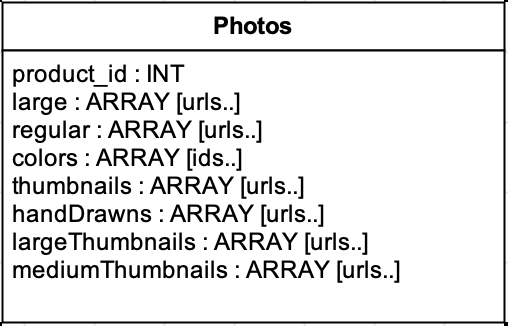 Photos
product_id : INT
large : ARRAY [urls..]
regular : ARRAY [urls..]
colors : ARRAY [ids..]
thumbnails : ARRAY [urls..]
handDrawns : ARRAY [urls..]
largeThumbnails : ARRAY [urls..]
mediumThumbnails : ARRAY [urls..]